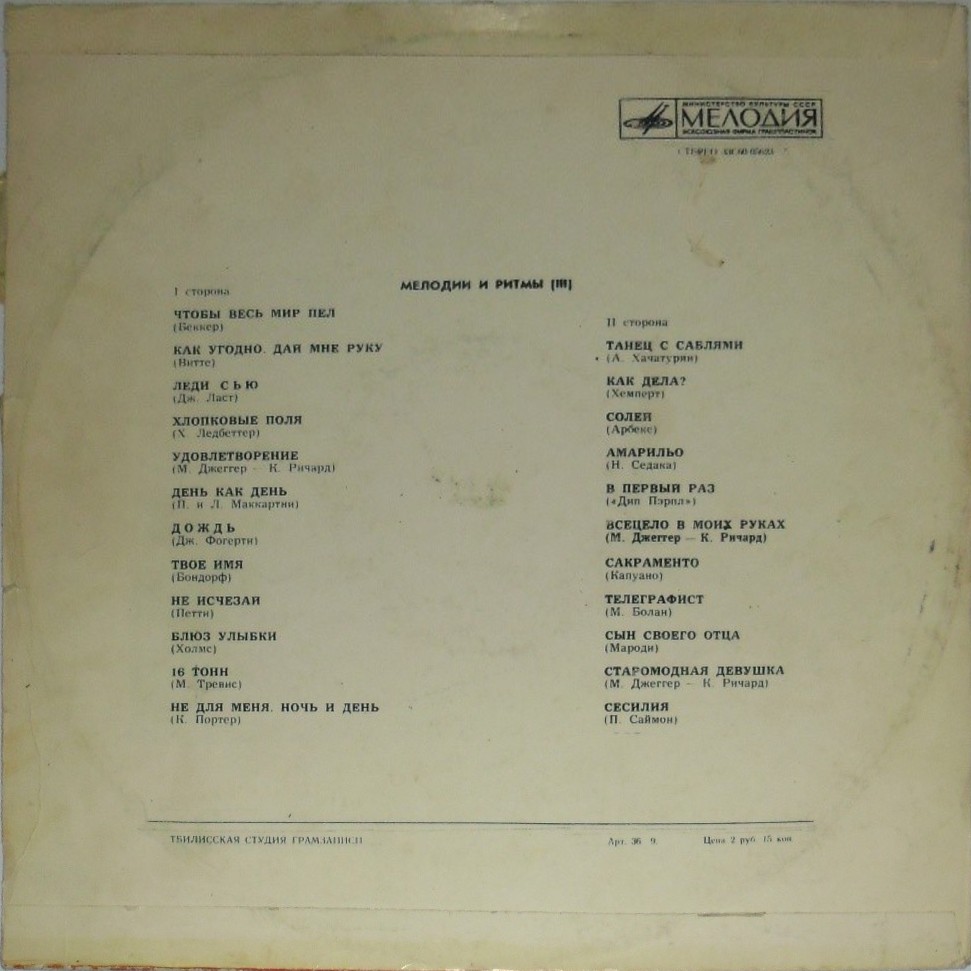 МИНИСТЕРСТВО КУЛЬТУРЫ СССР
МЕЛОДИЯ
ВСЕСОЮЗНАЯ ФИРМА ГРАМПЛАСТИНОК
СТЕРЕО
МЕЛОДИИ И РИТМЫ (III)
I сторона
ЧТОБЫ ВЕСЬ МИР ПЕЛ
(Беккер)
КАК УГОДНО. ДАЙ МНЕ РУКУ
(Витте)
ЛЕДИ СЬЮ
(Дж. Ласт)
ХЛОПКОВЫЕ ПОЛЯ
(Х. Ледбеттер)
УДОВЛЕТВОРЕНИЕ
(М. Джеггер - К. Ричард)
ДЕНЬ КАК ДЕНЬ
(П. и Л. Маккартни)
ДОЖДЬ
(Дж. Фогерти)
ТВОЕ ИМЯ
(Бондорф)
НЕ ИСЧЕЗАЙ
(Петти)
БЛЮЗ УЛЫБКИ
(Холмс)
16 ТОНН
(М. Тревис)
НЕ ДЛЯ МЕНЯ. НОЧЬ И ДЕНЬ
(К. Портер)
II сторона
ТАНЕЦ С САБЛЯМИ
(А. Хачатурян)
КАК ДЕЛА?
(Хемперт)
СОЛЕЙ
(Арбекс)
АМАРИЛЬО
(Н. Седака)
В ПЕРВЫЙ РАЗ
(«Дип Пэрпл»)
ВСЕЦЕЛО В МОИХ РУКАХ
(М. Джеггер — К. Ричард)
САКРАМЕНТО
(Капуано)
ТЕЛЕГРАФИСТ
(М. Болан)
СЫН СВОЕГО ОТЦА
(Мароди)
СТАРОМОДНАЯ ДЕВУШКА
(М. Джеггер - К. Ричард)
СЕСИЛИЯ
(П. Саймон)
ТБИЛИССКАЯ СТУДИЯ ГРАМЗАПИСИ
Арт. 36 9. Цена 2 руб. 15 коп.